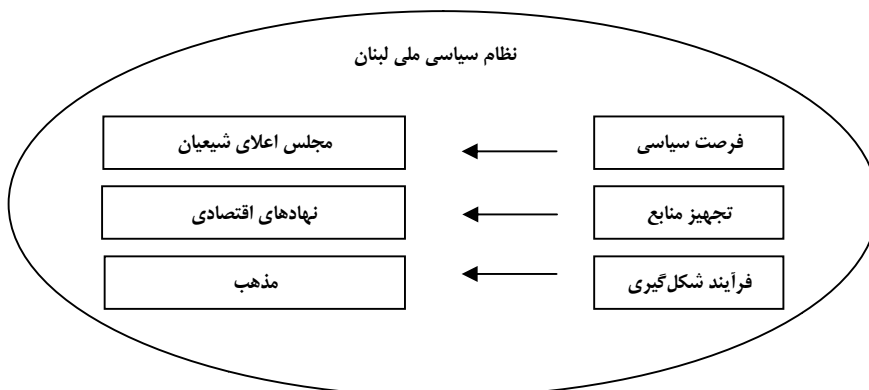 نظام سیاسی ملی لبنان
فرصت سیاسی
مجلس اعلای شیعیان
تجهیز منابع
نهادهای اقتصادی
فرآیند شکل‌گیری
مذهب